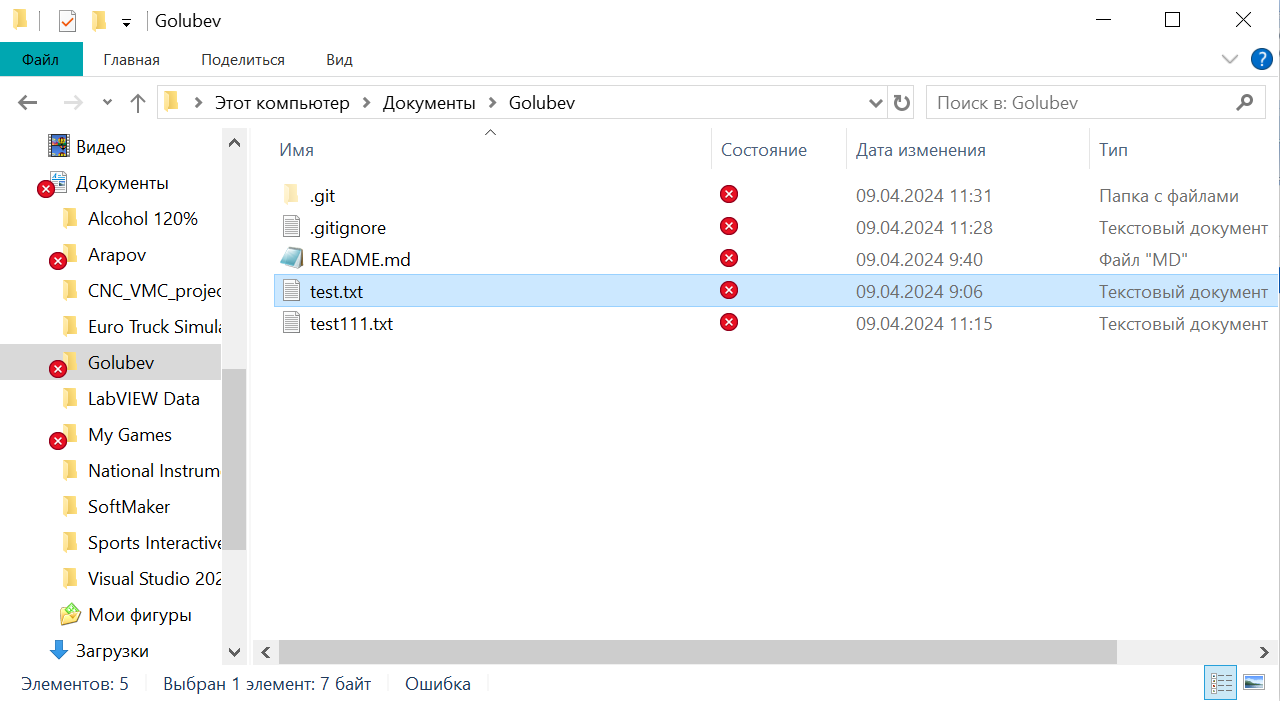 Golubev
Файл Главная Поделиться Вид
Этот компьютер Документы Golubev Поиск в: Golubev
Видео
Документы
Alcohol 120%
Arapov
CNC_VMC_projec
Euro Truck Simula
Golubev
LabVIEW Data
My Games
National Instrum
SoftMaker
Sports Interactive
Visual Studio 202
Мои фигуры
Загрузки
Имя Состояние Дата изменения Тип
.git 09.04.2024 11:31 Папка с файлами
.gitignore 09.04.2024 11:28 Текстовый документ
README.md 09.04.2024 9:40 Файл "MD"
test.txt 09.04.2024 9:06 Текстовый документ
test111.txt 09.04.2024 11:15 Текстовый документ
Элементов: 5 Выбран 1 элемент: 7 байт Ошибка